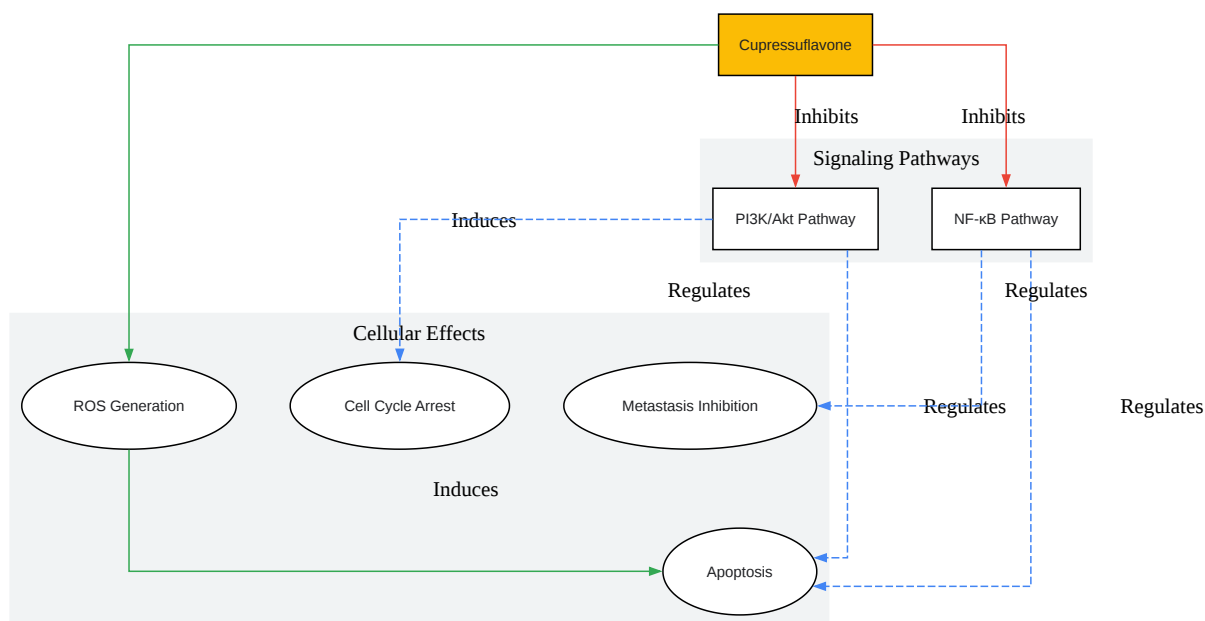 Cupressuflavone
Inhibits
Inhibits
Signaling Pathways
PI3K/Akt Pathway
NF-κB Pathway
Induces
Regulates
Regulates
Cellular Effects
ROS Generation
Cell Cycle Arrest
Metastasis Inhibition
Regulates
Regulates
Induces
Apoptosis